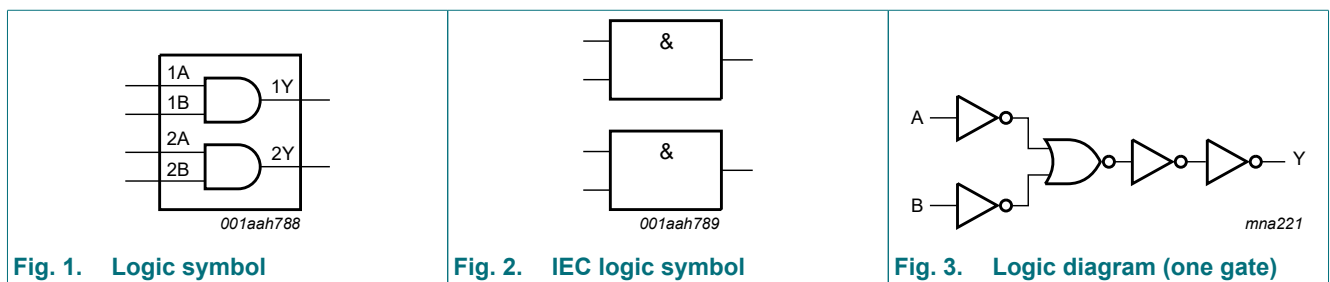 1A
1B
1Y
2A
2B
2Y
001aah788
Fig. 1. Logic symbol
&
&
001aah789
Fig. 2. IEC logic symbol
A
B
Y
mna221
Fig. 3. Logic diagram (one gate)